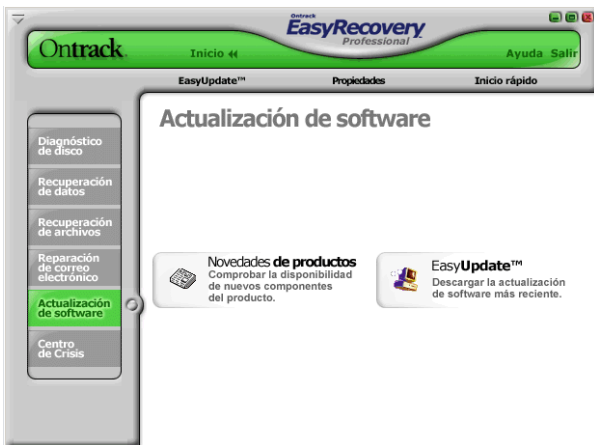 Ontrack
EasyRecovery
Professional
Ontrack
Inicio
Ayuda Salir
EasyUpdate™ Propiedades Inicio rápido
Actualización de software
Diagnóstico
de disco
Recuperación
de datos
Recuperación
de archivos
Reparación
de correo
electrónico
Actualización
de software
Centro
de Crisis
Novedades de productos
Comprobar la disponibilidad
de nuevos componentes
del producto.
EasyUpdate™
Descargar la actualización
de software más reciente.